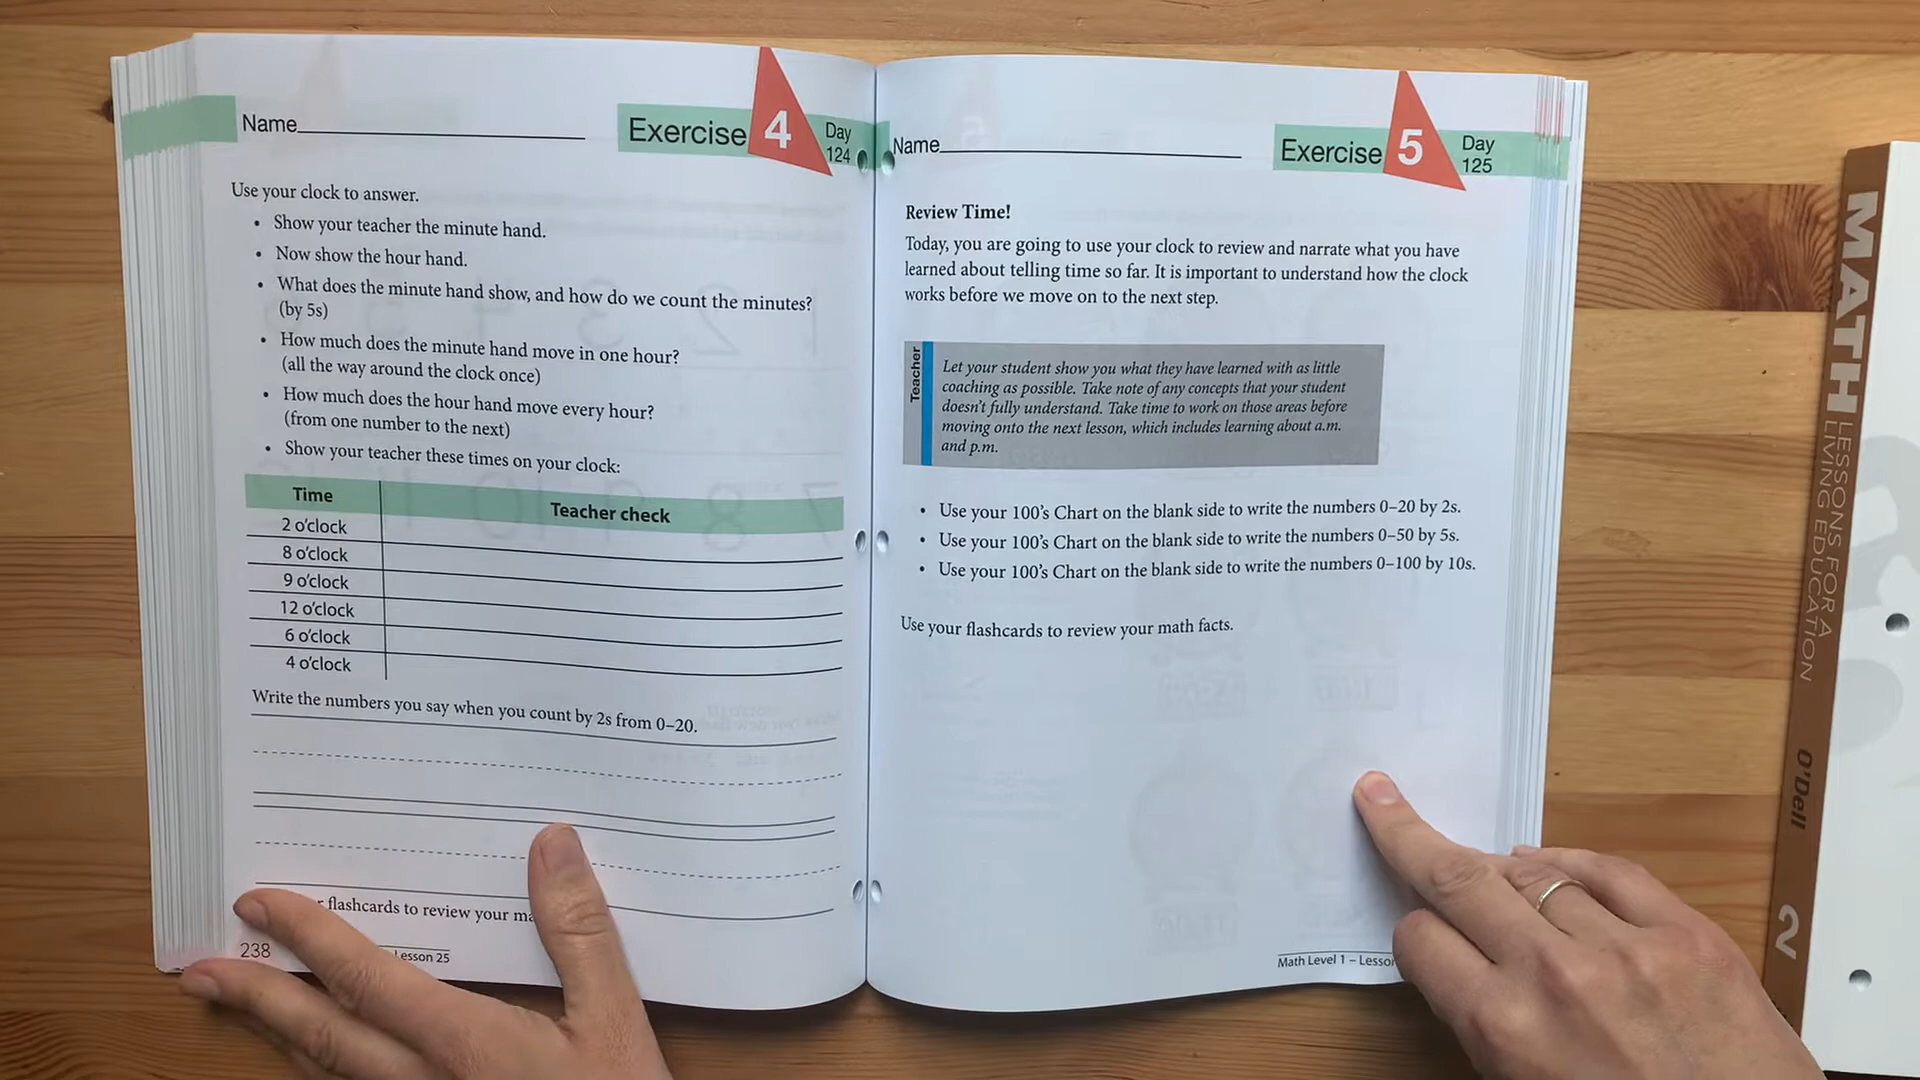 Name
Exercise 4
Day
124
Use your clock to answer.
• Show your teacher the minute hand.
• Now show the hour hand.
• What does the minute hand show, and how do we count the minutes?
(by 5s)
• How much does the minute hand move in one hour?
(all the way around the clock once)
• How much does the hour hand move every hour?
(from one number to the next)
• Show your teacher these times on your clock:
Time
Teacher check
2 o'clock
8 o'clock
9 o'clock
12 o'clock
6 o'clock
4 o'clock
Write the numbers you say when you count by 2s from 0–20.
flashcards to review your
238
Lesson 25
Name
Exercise 5
Day
125
Review Time!
Today, you are going to use your clock to review and narrate what you have
learned about telling time so far. It is important to understand how the clock
works before we move on to the next step.
Teacher
Let your student show you what they have learned with as little
coaching as possible. Take note of any concepts that your student
doesn't fully understand. Take time to work on those areas before
moving onto the next lesson, which includes learning about a.m.
and p.m.
• Use your 100's Chart on the blank side to write the numbers 0–20 by 2s.
• Use your 100's Chart on the blank side to write the numbers 0–50 by 5s.
• Use your 100's Chart on the blank side to write the numbers 0–100 by 10s.
Use your flashcards to review your math facts.
Math Level 1 – Lesson
MATH
LESSONS FOR A
LIVING EDUCATION
O'Dell
2